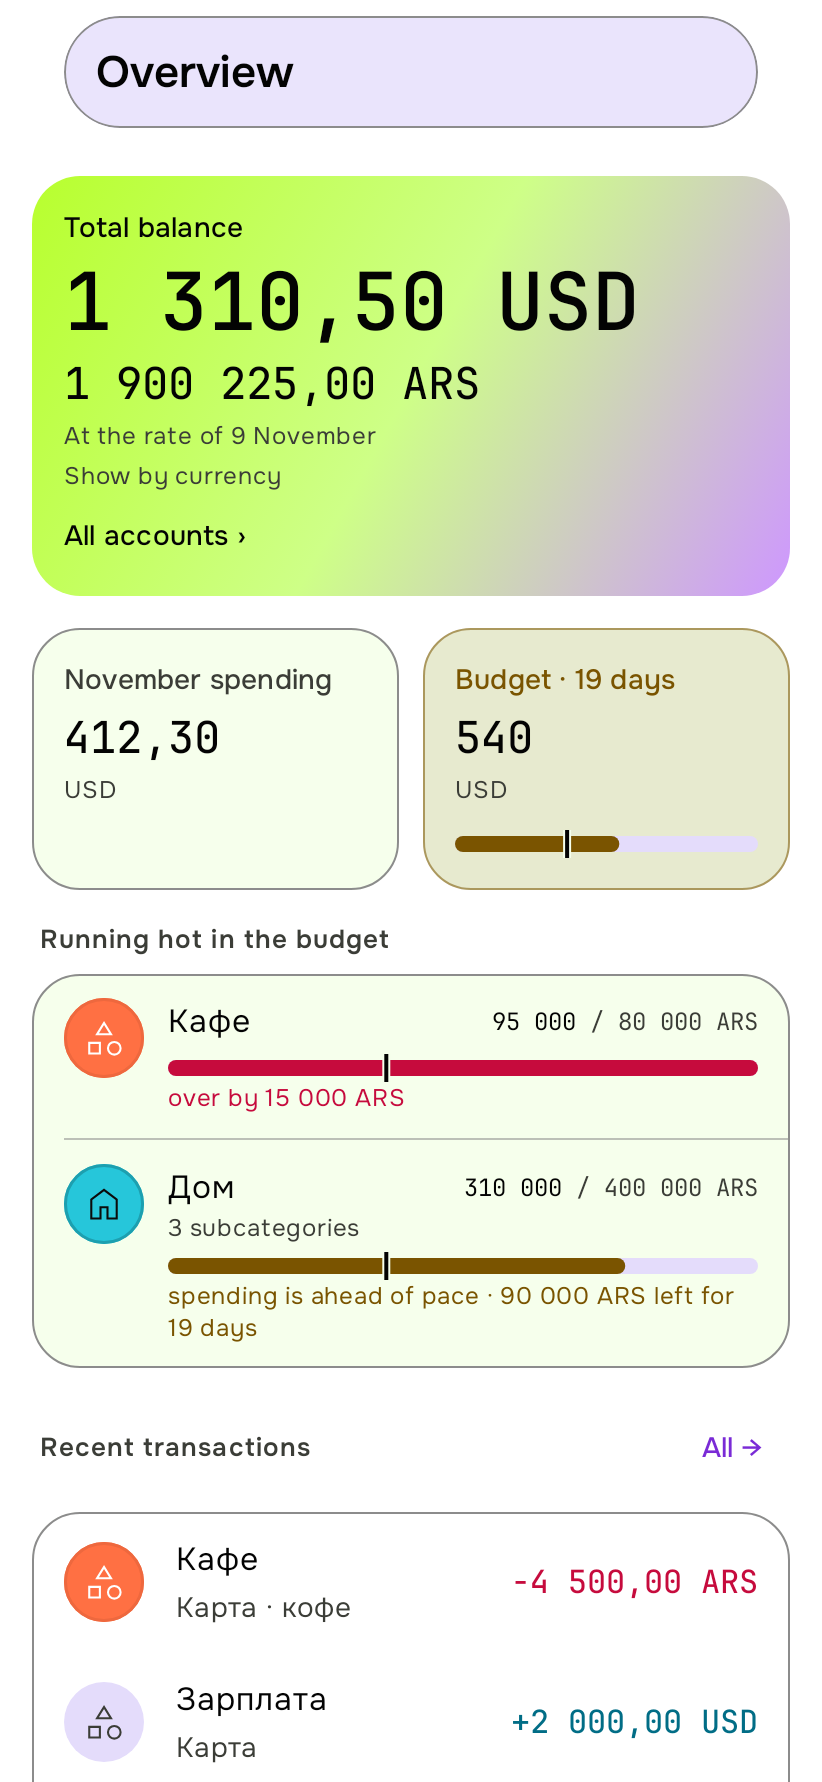 Overview
Total balance
1 310,50 USD
1 900 225,00 ARS
At the rate of 9 November
Show by currency
All accounts ›
November spending
412,30
USD
Budget · 19 days
540
USD
Running hot in the budget
Кафе
95 000 / 80 000 ARS
over by 15 000 ARS
Дом
310 000 / 400 000 ARS
3 subcategories
spending is ahead of pace · 90 000 ARS left for
19 days
Recent transactions
All →
Кафе
Карта · кофе
-4 500,00 ARS
Зарплата
Карта
+2 000,00 USD